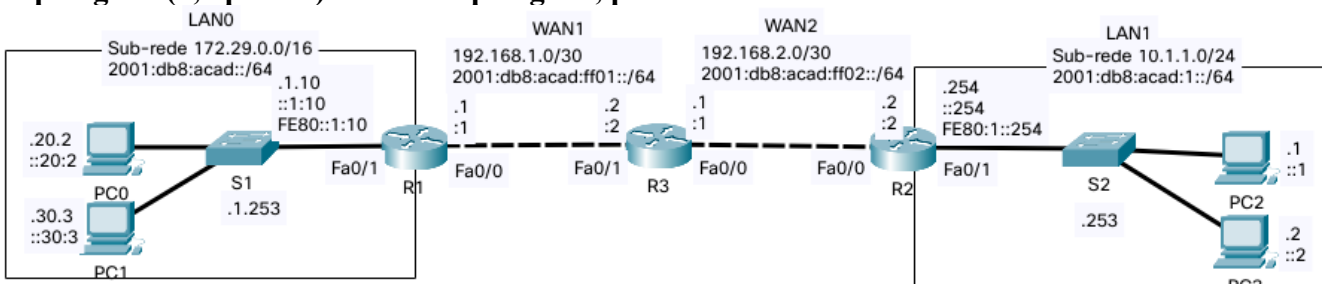 LAN0
Sub-rede 172.29.0.0/16
2001:db8:acad::/64
.1.10
::1:10
FE80::1:10
WAN1
192.168.1.0/30
2001:db8:acad:ff01::/64
WAN2
192.168.2.0/30
2001:db8:acad:ff02::/64
LAN1
Sub-rede 10.1.1.0/24
2001:db8:acad:1::/64
.254
::254
FE80:1::254
.1
:1
.2
:2
.1
:1
.2
:2
.20.2
::20:2
PC0
.30.3
::30:3
PC1
S1
.1.253
Fa0/1
R1
Fa0/0
Fa0/1
R3
Fa0/0
Fa0/0
R2
Fa0/1
S2
.253
.1
::1
PC2
.2
::2